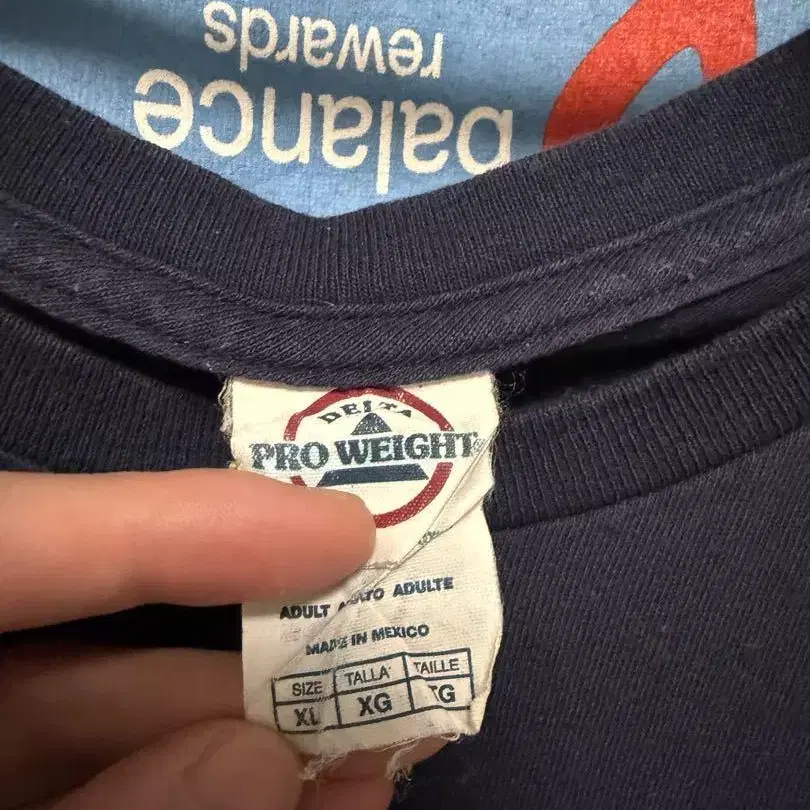 balance
rewards
DELTA
PRO WEIGHT
ADULT ADULTO ADULTE
MADE IN MEXICO
SIZE TALLA TAILLE
XL XG TG